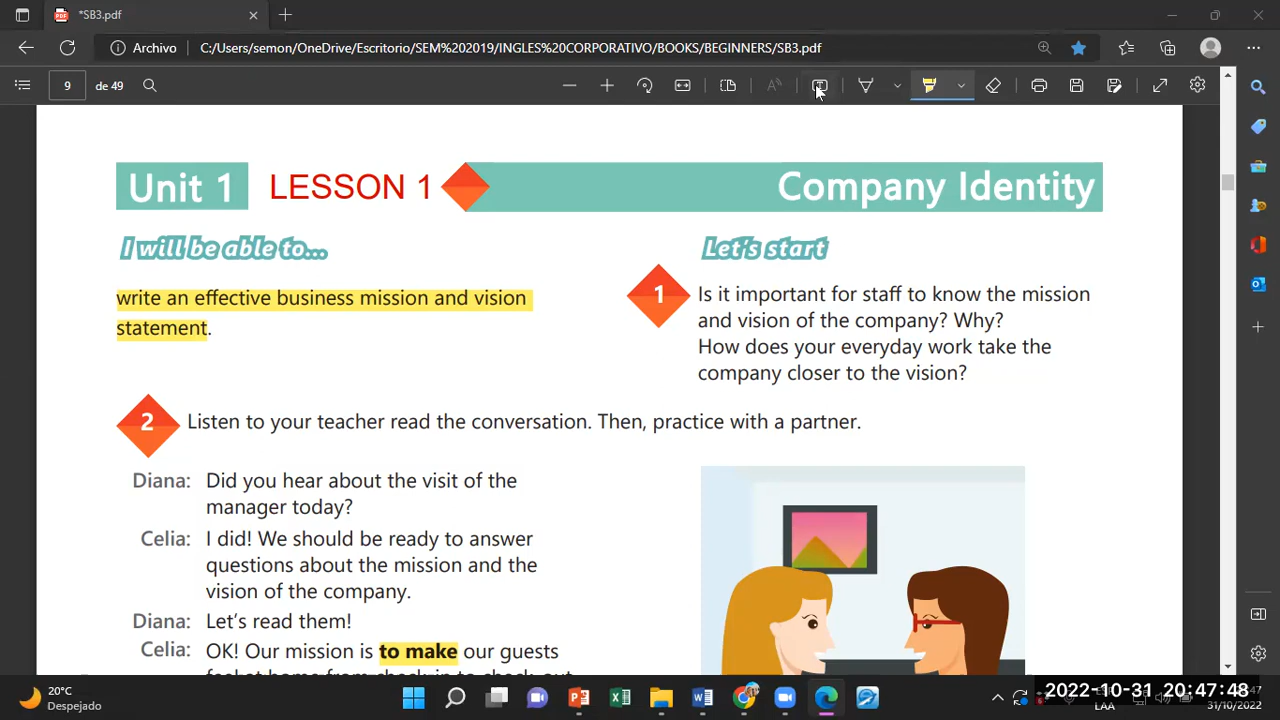 *SB3.pdf
Archivo
C:/Users/semon/OneDrive/Escritorio/SEM%202019/INGLES%20CORPORATIVO/BOOKS/BEGINNERS/SB3.pdf
9 de 49
Unit 1 LESSON 1 Company Identity
I will be able to...
write an effective business mission and vision
statement.
Let's start
1 Is it important for staff to know the mission
and vision of the company? Why?
How does your everyday work take the
company closer to the vision?
2 Listen to your teacher read the conversation. Then, practice with a partner.
Diana: Did you hear about the visit of the
manager today?
Celia: I did! We should be ready to answer
questions about the mission and the
vision of the company.
Diana: Let's read them!
Celia: OK! Our mission is to make our guests
20°C
Despejado
2022-10-31 20:47:48
LAA
31/10/2022